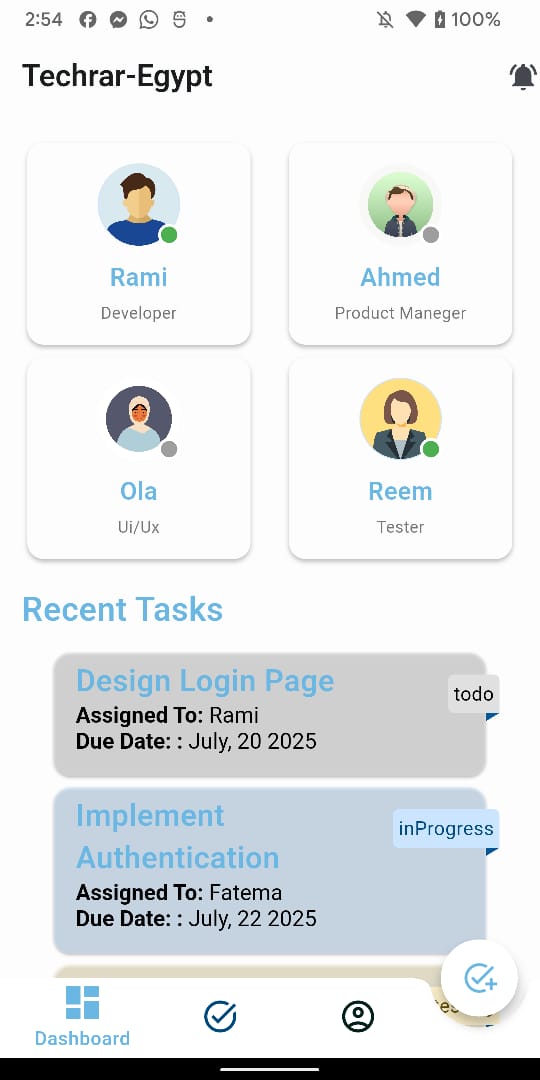 2:54
100%
Techrar-Egypt
Rami
Ahmed
Developer
Product Maneger
Ola
Reem
Ui/Ux
Tester
Recent Tasks
Design Login Page
todo
Assigned To: Rami
Due Date: : July, 20 2025
Implement
Authentication
inProgress
Assigned To: Fatema
Due Date: : July, 22 2025
Dashboard